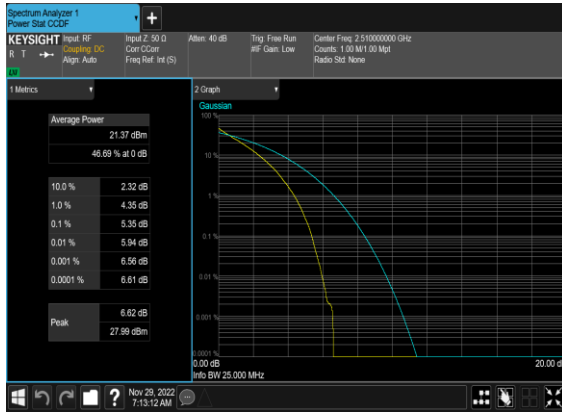 Spectrum Analyzer 1
Power Stat CCDF
+
KEYSIGHT
R T
LXI
Input: RF
Coupling: DC
Align: Auto
Input Z: 50 Ω
Corr CCorr
Freq Ref: Int (S)
Atten: 40 dB
Trig: Free Run
#IF Gain: Low
Center Freq: 2.510000000 GHz
Counts: 1.00 M/1.00 Mpt
Radio Std: None
1 Metrics
Average Power
21.37 dBm
46.69 % at 0 dB
10.0 % 2.32 dB
1.0 % 4.35 dB
0.1 % 5.35 dB
0.01 % 5.94 dB
0.001 % 6.56 dB
0.0001 % 6.61 dB
Peak
6.62 dB
27.99 dBm
2 Graph
Gaussian
100 %
10 %
1 %
0.1 %
0.01 %
0.001 %
0.0001 %
0.00 dB
20.00 d
Info BW 25.000 MHz
?
Nov 29, 2022
7:13:12 AM